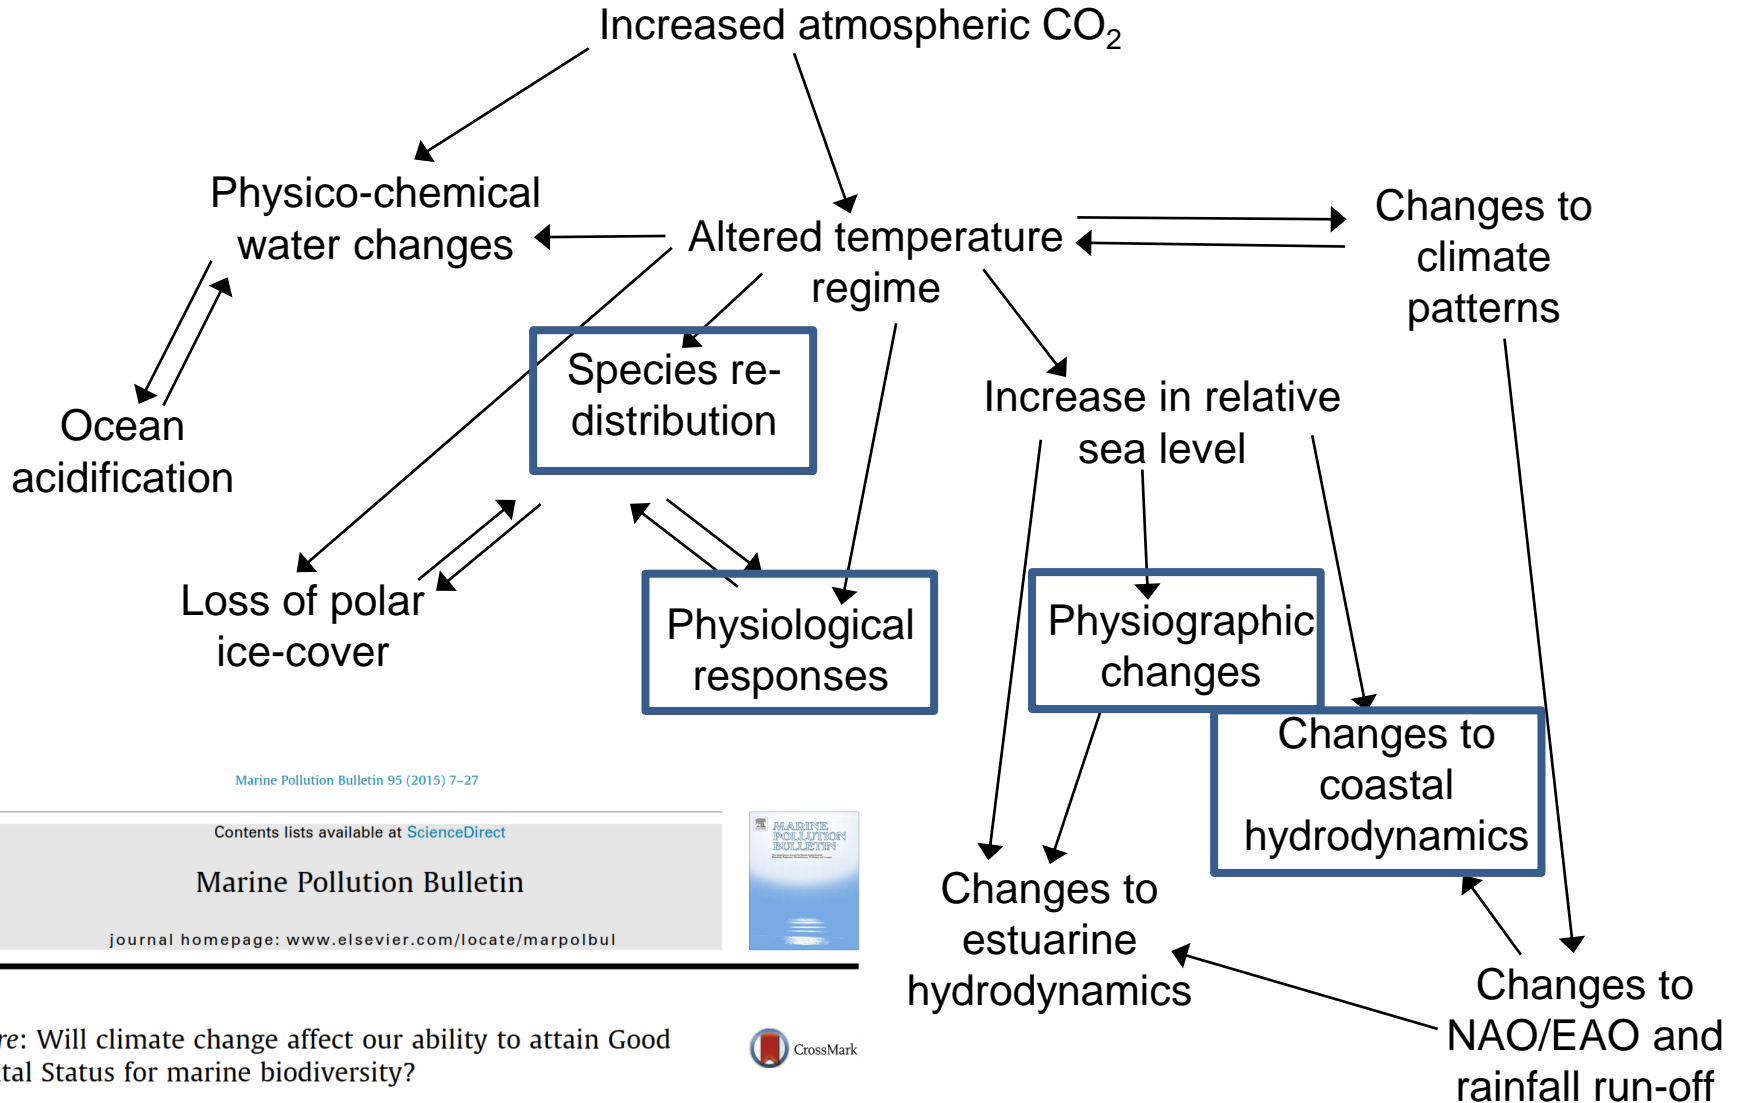 Increased atmospheric CO₂
Physico-chemical
water changes
Altered temperature
regime
Changes to
climate
patterns
Species re-
distribution
Increase in relative
sea level
Ocean
acidification
Loss of polar
ice-cover
Physiological
responses
Physiographic
changes
Changes to
coastal
hydrodynamics
Changes to
estuarine
hydrodynamics
Changes to
NAO/EAO and
rainfall run-off
Marine Pollution Bulletin 95 (2015) 7–27
Contents lists available at ScienceDirect
Marine Pollution Bulletin
journal homepage: www.elsevier.com/locate/marpolbul
MARINE
POLLUTION
BULLETIN
re: Will climate change affect our ability to attain Good
tal Status for marine biodiversity?
CrossMark